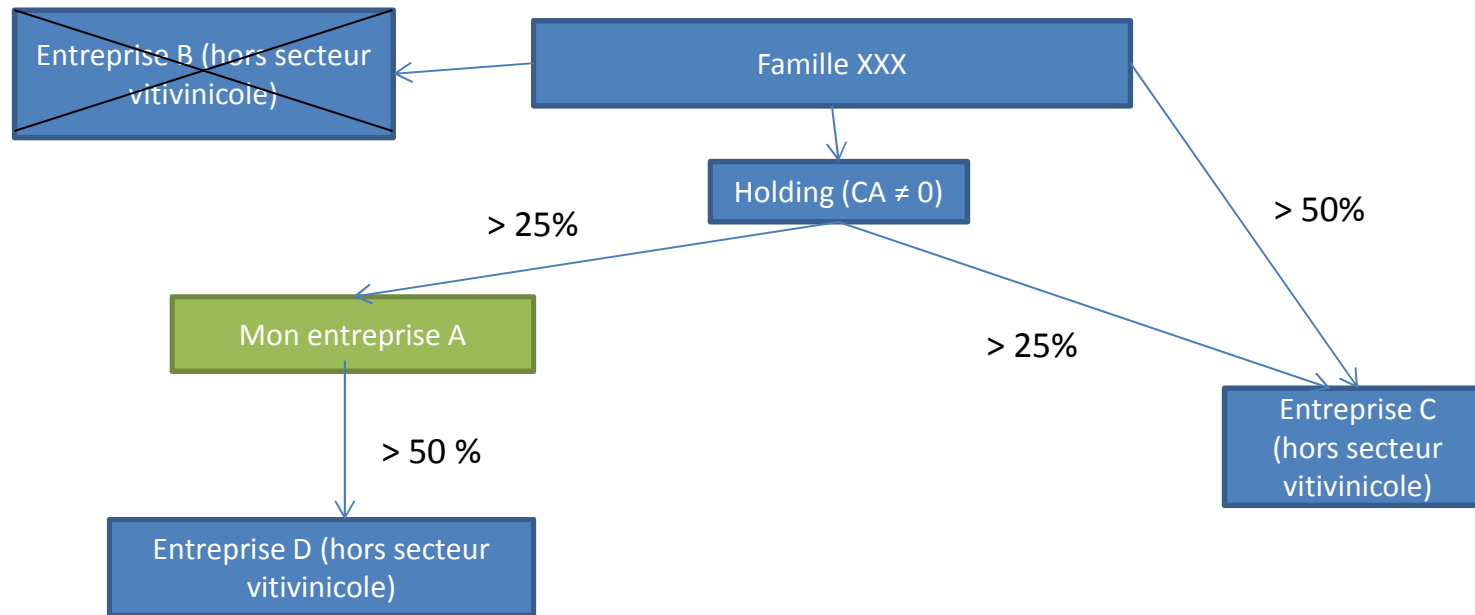 Entreprise B (hors secteur
vitivinicole)
Famille XXX
Holding (CA ≠ 0)
> 50%
> 25%
Mon entreprise A
> 25%
Entreprise C
(hors secteur
vitivinicole)
> 50 %
Entreprise D (hors secteur
vitivinicole)